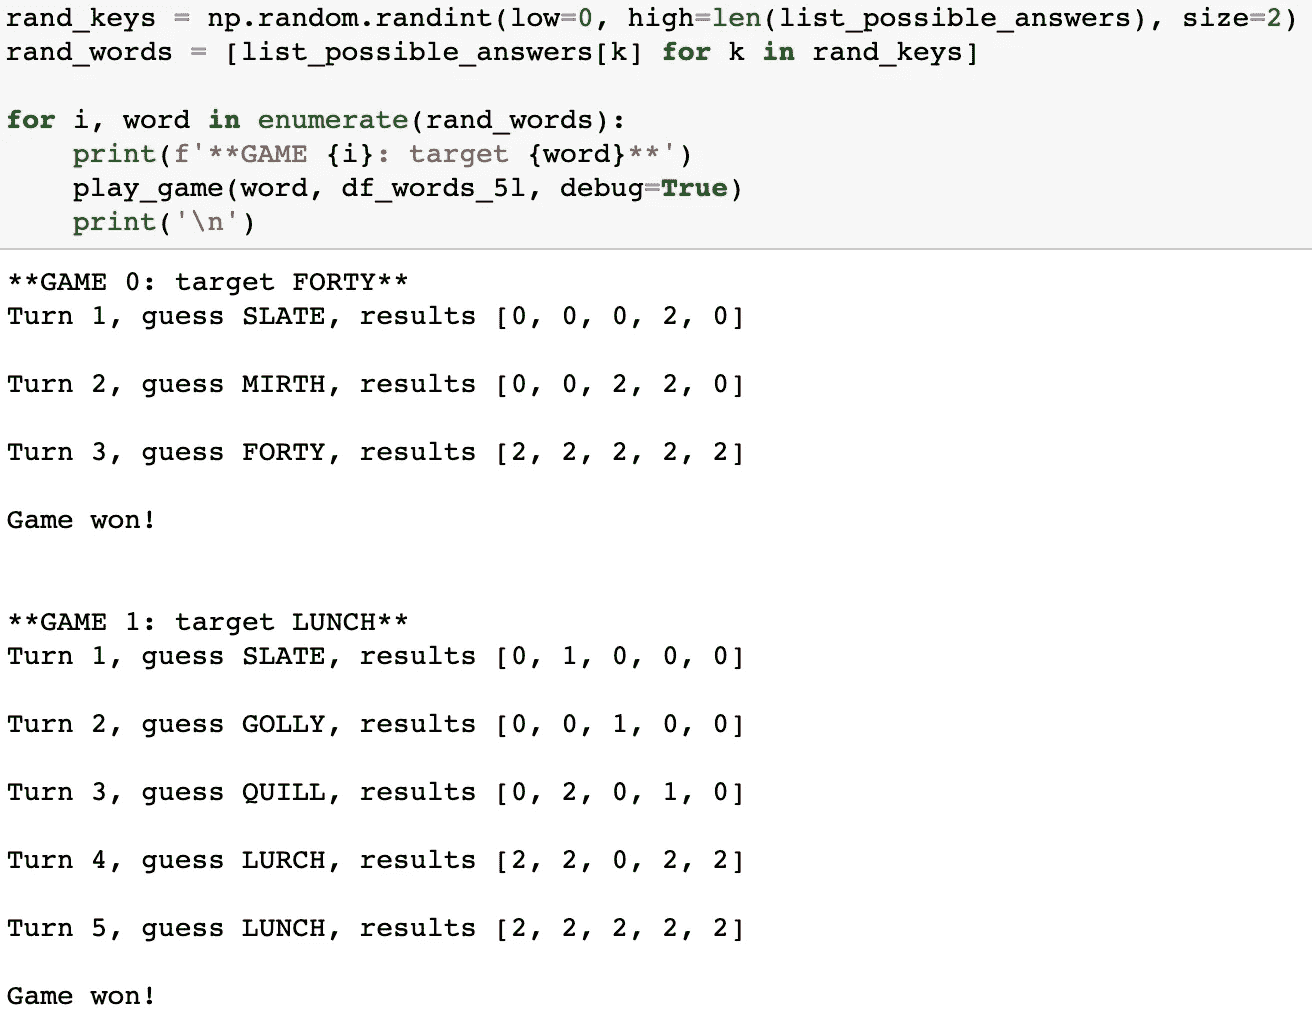 rand_keys = np.random.randint(low=0, high=len(list_possible_answers), size=2)
rand_words = [list_possible_answers[k] for k in rand_keys]
for i, word in enumerate(rand_words):
    print(f'**GAME {i}: target {word}**')
    play_game(word, df_words_5l, debug=True)
    print('\n')
**GAME 0: target FORTY**
Turn 1, guess SLATE, results [0, 0, 0, 2, 0]
Turn 2, guess MIRTH, results [0, 0, 2, 2, 0]
Turn 3, guess FORTY, results [2, 2, 2, 2, 2]
Game won!
**GAME 1: target LUNCH**
Turn 1, guess SLATE, results [0, 1, 0, 0, 0]
Turn 2, guess GOLLY, results [0, 0, 1, 0, 0]
Turn 3, guess QUILL, results [0, 2, 0, 1, 0]
Turn 4, guess LURCH, results [2, 2, 0, 2, 2]
Turn 5, guess LUNCH, results [2, 2, 2, 2, 2]
Game won!